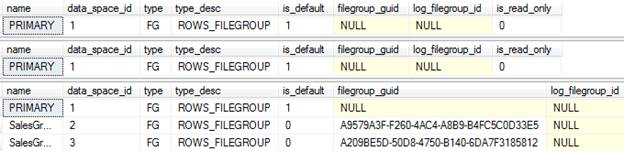 name data_space_id type type_desc is_default filegroup_guid log_filegroup_id is_read_only
PRIMARY 1 FG ROWS_FILEGROUP 1 NULL NULL 0
name data_space_id type type_desc is_default filegroup_guid log_filegroup_id is_read_only
PRIMARY 1 FG ROWS_FILEGROUP 1 NULL NULL 0
name data_space_id type type_desc is_default filegroup_guid log_filegroup_id
PRIMARY 1 FG ROWS_FILEGROUP 1 NULL NULL
SalesGr... 2 FG ROWS_FILEGROUP 0 A9579A3F-F260-4AC4-A8B9-B4FC5C0D33E5 NULL
SalesGr... 3 FG ROWS_FILEGROUP 0 A209BE5D-50D8-4750-B140-6DA7F3185812 NULL